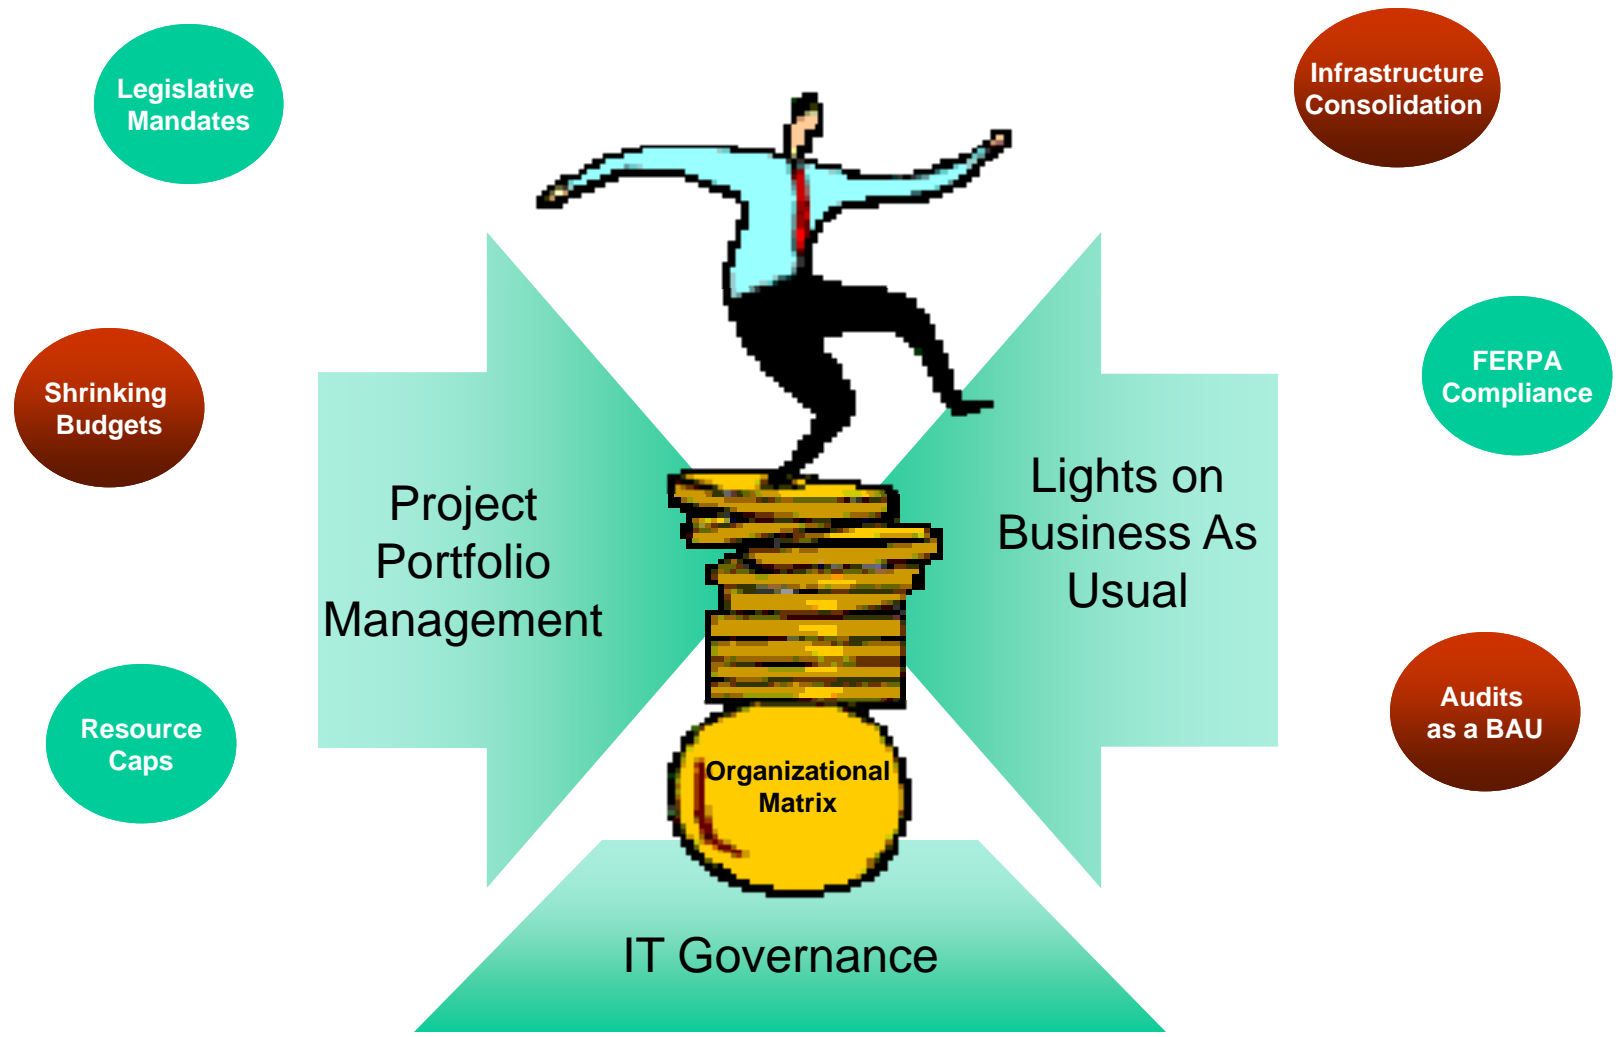 Legislative
Mandates
Infrastructure
Consolidation
Shrinking
Budgets
FERPA
Compliance
Project
Portfolio
Management
Lights on
Business As
Usual
Resource
Caps
Audits
as a BAU
Organizational
Matrix
IT Governance